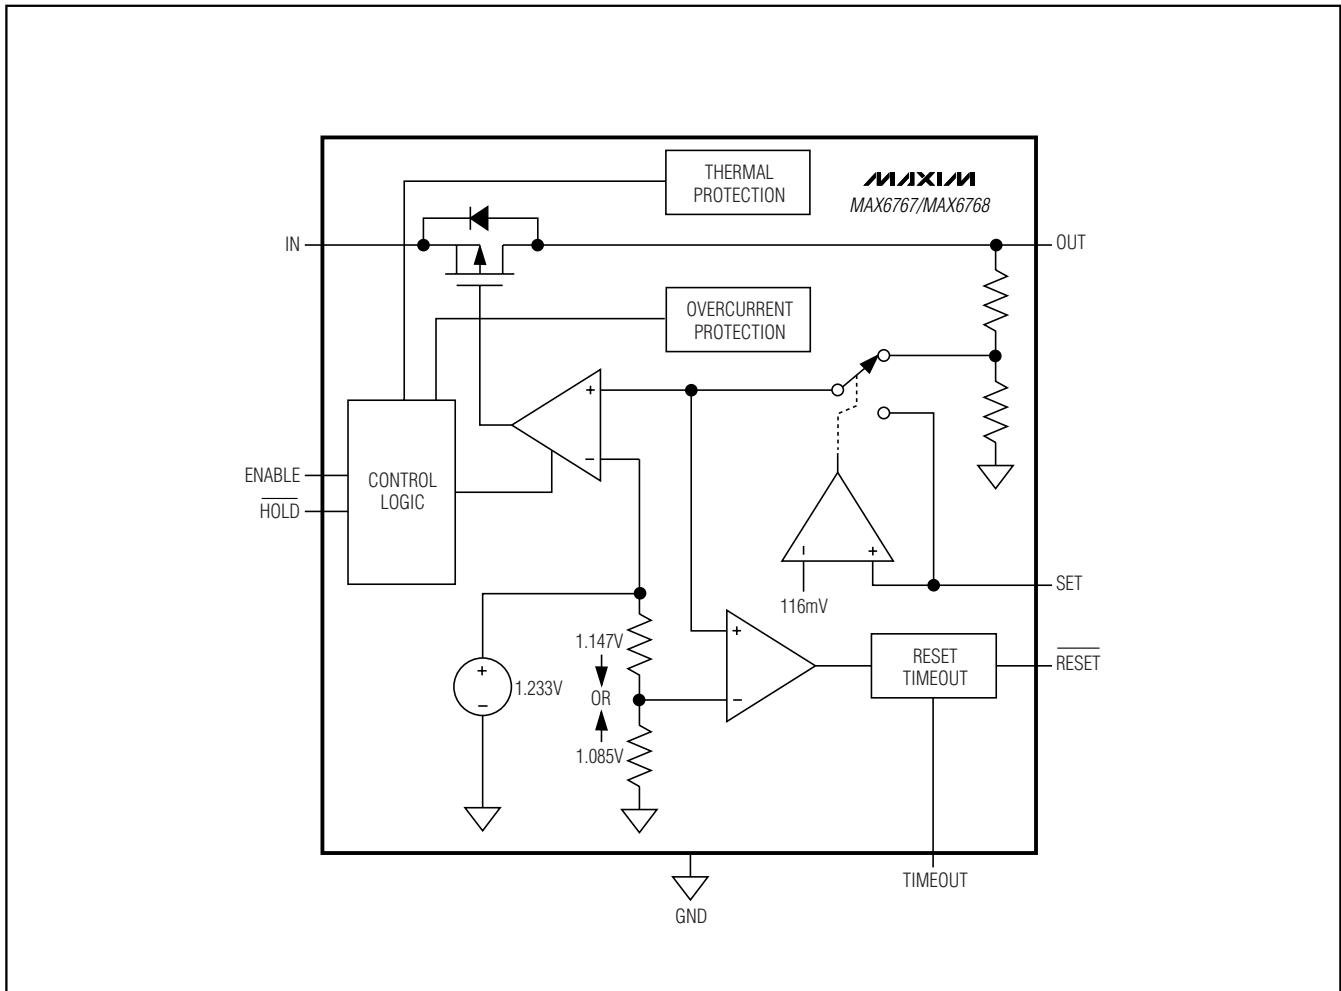 THERMAL
PROTECTION
MAXIM
MAX6767/MAX6768
IN
OUT
OVERCURRENT
PROTECTION
+
−
ENABLE
HOLD
CONTROL
LOGIC
−
+
116mV
SET
1.147V
OR
1.085V
+
−
1.233V
+
−
RESET
TIMEOUT
RESET
TIMEOUT
GND